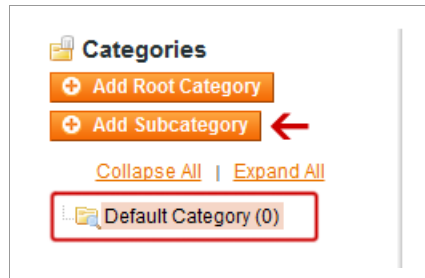 Categories
Add Root Category
Add Subcategory
Collapse All | Expand All
Default Category (0)